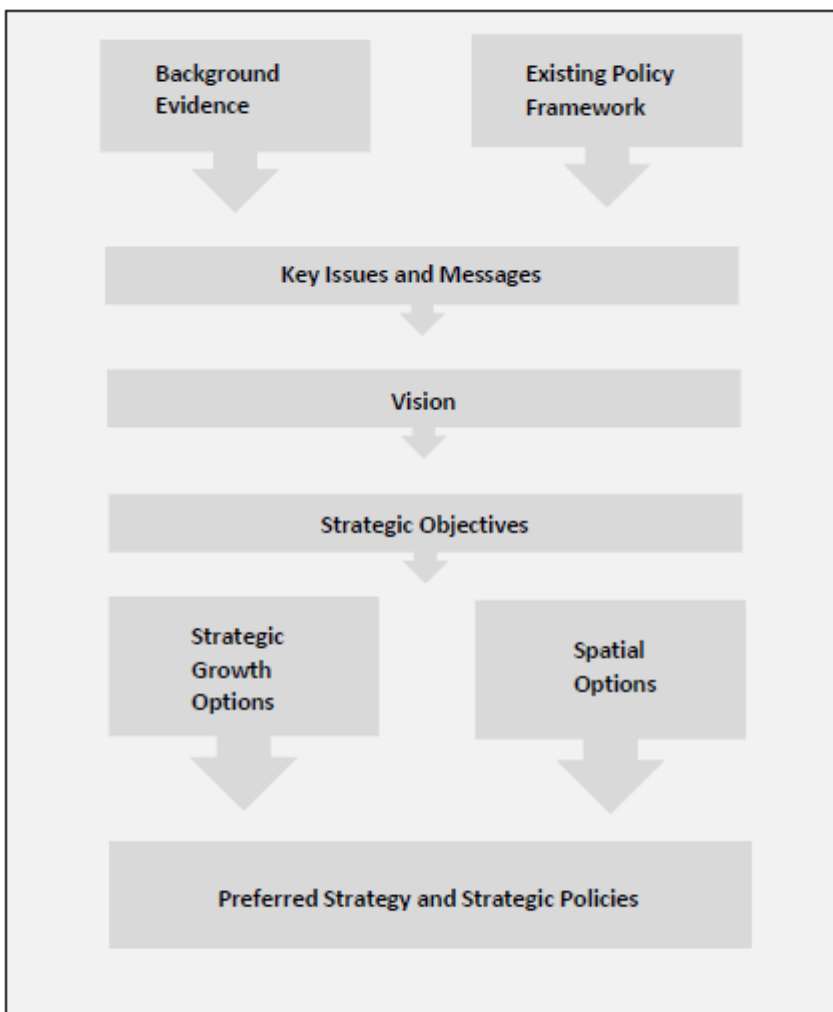 Background
Evidence
Existing Policy
Framework
Key Issues and Messages
Vision
Strategic Objectives
Strategic
Growth
Options
Spatial
Options
Preferred Strategy and Strategic Policies